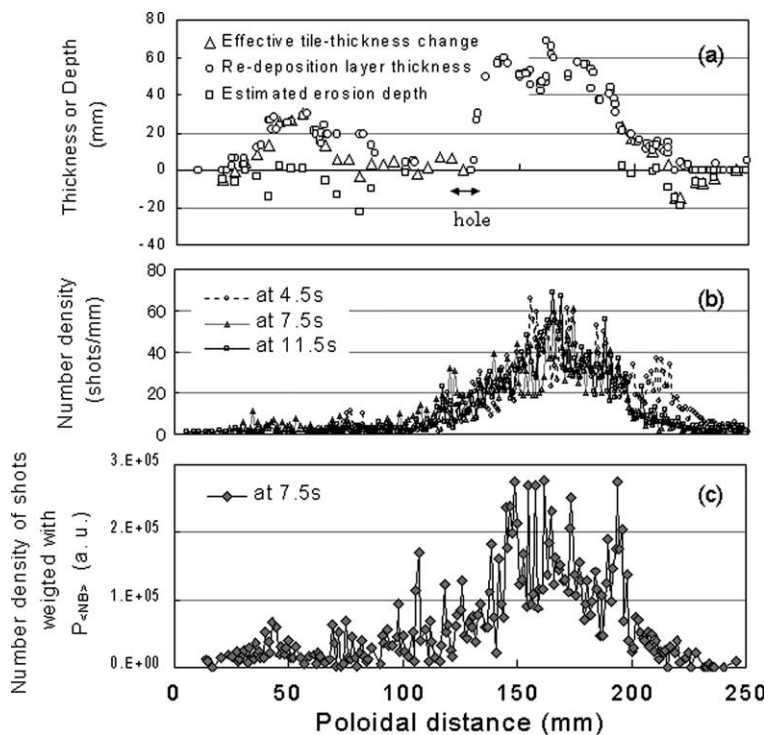 80
60
40
20
0
-20
-40
Thickness or Depth
(mm)
Effective tile-thickness change
Re-deposition layer thickness
Estimated erosion depth
(a)
hole
80
60
40
20
0
Number density
(shots/mm)
at 4.5s
at 7.5s
at 11.5s
(b)
3.E+05
2.E+05
1.E+05
0.E+00
Number density of shots
weigted with
P<NB> (a. u.)
at 7.5s
(c)
0 50 100 150 200 250
Poloidal distance (mm)